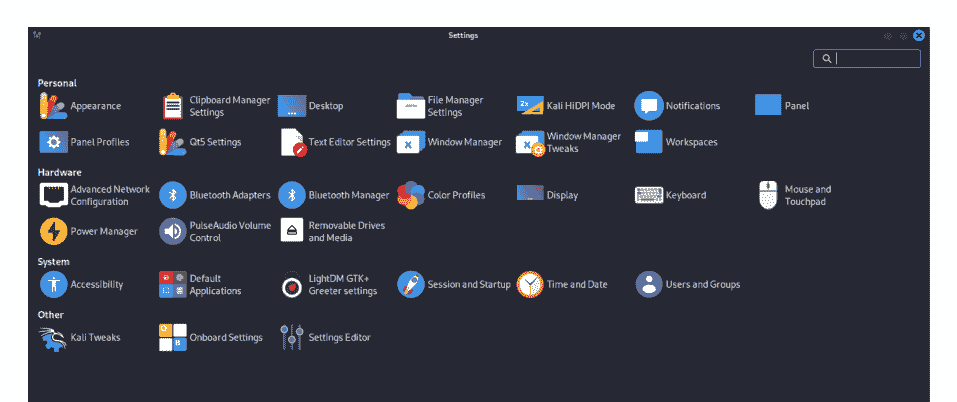 Settings
Personal
Appearance
Clipboard Manager
Settings
Desktop
File Manager
Settings
2x
Kali HiDPI Mode
Notifications
Panel
Panel Profiles
Qt5 Settings
Text Editor Settings
Window Manager
Window Manager
Tweaks
Workspaces
Hardware
Advanced Network
Configuration
Bluetooth Adapters
Bluetooth Manager
Color Profiles
Display
Keyboard
Mouse and
Touchpad
Power Manager
PulseAudio Volume
Control
Removable Drives
and Media
System
Accessibility
Default
Applications
LightDM GTK+
Greeter settings
Session and Startup
Time and Date
Users and Groups
Other
Kali Tweaks
Onboard Settings
Settings Editor